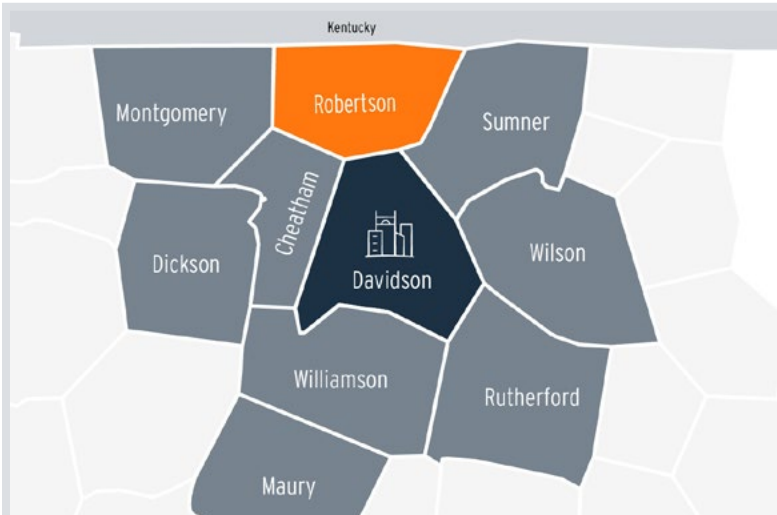 Kentucky
Montgomery
Robertson
Sumner
Cheatham
Dickson
Davidson
Wilson
Williamson
Rutherford
Maury